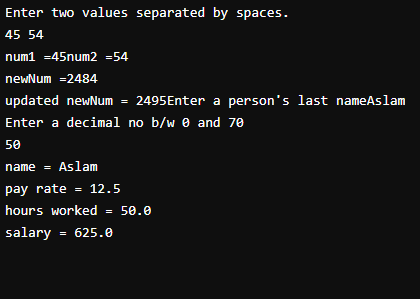 Enter two values separated by spaces.
45 54
num1 =45num2 =54
newNum =2484
updated newNum = 2495Enter a person's last nameAslam
Enter a decimal no b/w 0 and 70
50
name = Aslam
pay rate = 12.5
hours worked = 50.0
salary = 625.0